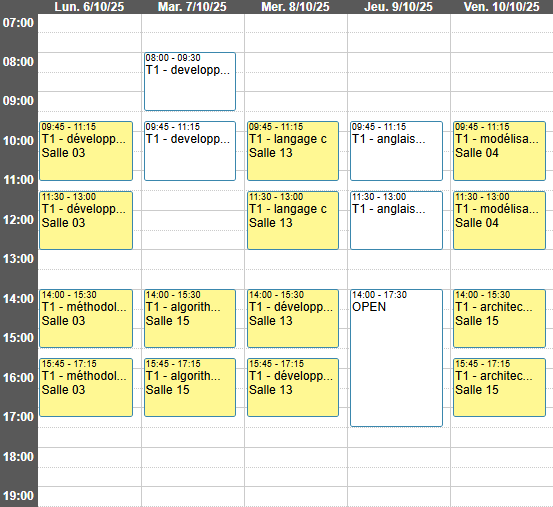 Lun. 6/10/25 Mar. 7/10/25 Mer. 8/10/25 Jeu. 9/10/25 Ven. 10/10/25
07:00
08:00
09:00
10:00
11:00
12:00
13:00
14:00
15:00
16:00
17:00
18:00
19:00
09:45 - 11:15
T1 - développ...
Salle 03
11:30 - 13:00
T1 - développ...
Salle 03
14:00 - 15:30
T1 - méthodol...
Salle 03
15:45 - 17:15
T1 - méthodol...
Salle 03
08:00 - 09:30
T1 - developp...
09:45 - 11:15
T1 - developp...
14:00 - 15:30
T1 - algorith...
Salle 15
15:45 - 17:15
T1 - algorith...
Salle 15
09:45 - 11:15
T1 - langage c
Salle 13
11:30 - 13:00
T1 - langage c
Salle 13
14:00 - 15:30
T1 - développ...
Salle 13
15:45 - 17:15
T1 - développ...
Salle 13
09:45 - 11:15
T1 - anglais...
11:30 - 13:00
T1 - anglais...
14:00 - 17:30
OPEN
09:45 - 11:15
T1 - modélisa...
Salle 04
11:30 - 13:00
T1 - modélisa...
Salle 04
14:00 - 15:30
T1 - architec...
Salle 15
15:45 - 17:15
T1 - architec...
Salle 15